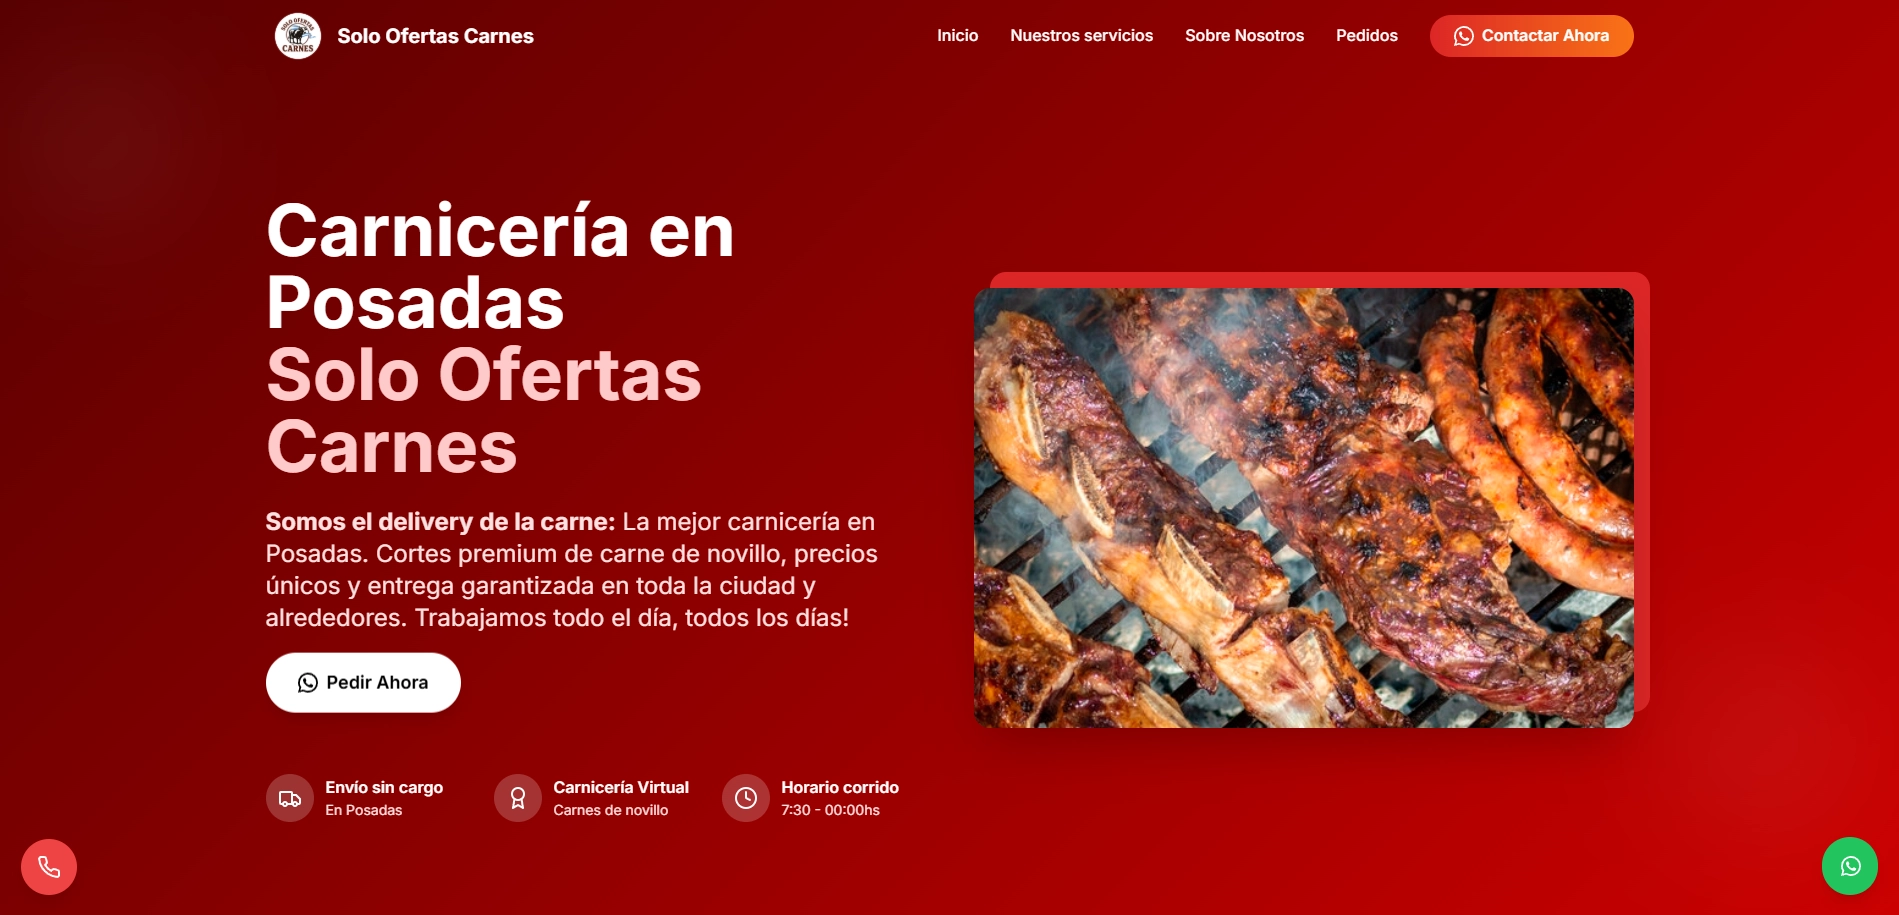 SOLO OFERTAS
CARNES
Solo Ofertas Carnes
Inicio
Nuestros servicios
Sobre Nosotros
Pedidos
Contactar Ahora
Carnicería en
Posadas
Solo Ofertas
Carnes
Somos el delivery de la carne: La mejor carnicería en
Posadas. Cortes premium de carne de novillo, precios
únicos y entrega garantizada en toda la ciudad y
alrededores. Trabajamos todo el día, todos los días!
Pedir Ahora
Envío sin cargo
En Posadas
Carnicería Virtual
Carnes de novillo
Horario corrido
7:30 - 00:00hs